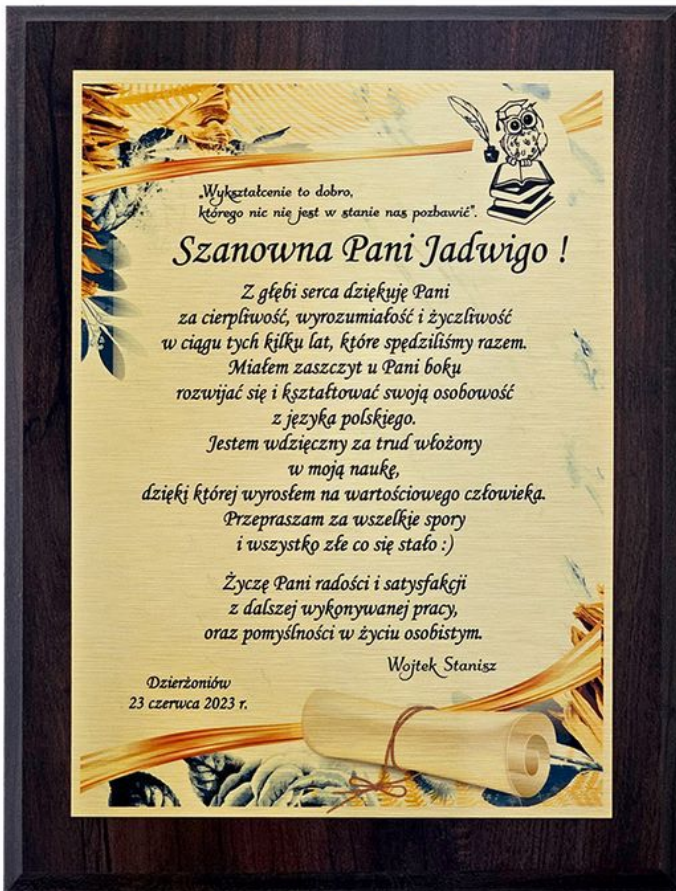 „Wykształcenie to dobro,
którego nic nie jest w stanie nas pozbawić”.
Szanowna Pani Jadwigo !
Z głębi serca dziękuję Pani
za cierpliwość, wyrozumiałość i życzliwość
w ciągu tych kilku lat, które spędziliśmy razem.
Miałem zaszczyt u Pani boku
rozwijać się i kształtować swoją osobowość
z języka polskiego.
Jestem wdzięczny za trud włożony
w moją naukę,
dzięki której wyrosłem na wartościowego człowieka.
Przepraszam za wszelkie spory
i wszystko złe co się stało :)
Życzę Pani radości i satysfakcji
z dalszej wykonywanej pracy,
oraz pomyślności w życiu osobistym.
Wojtek Stanisz
Dzierżoniów
23 czerwca 2023 r.